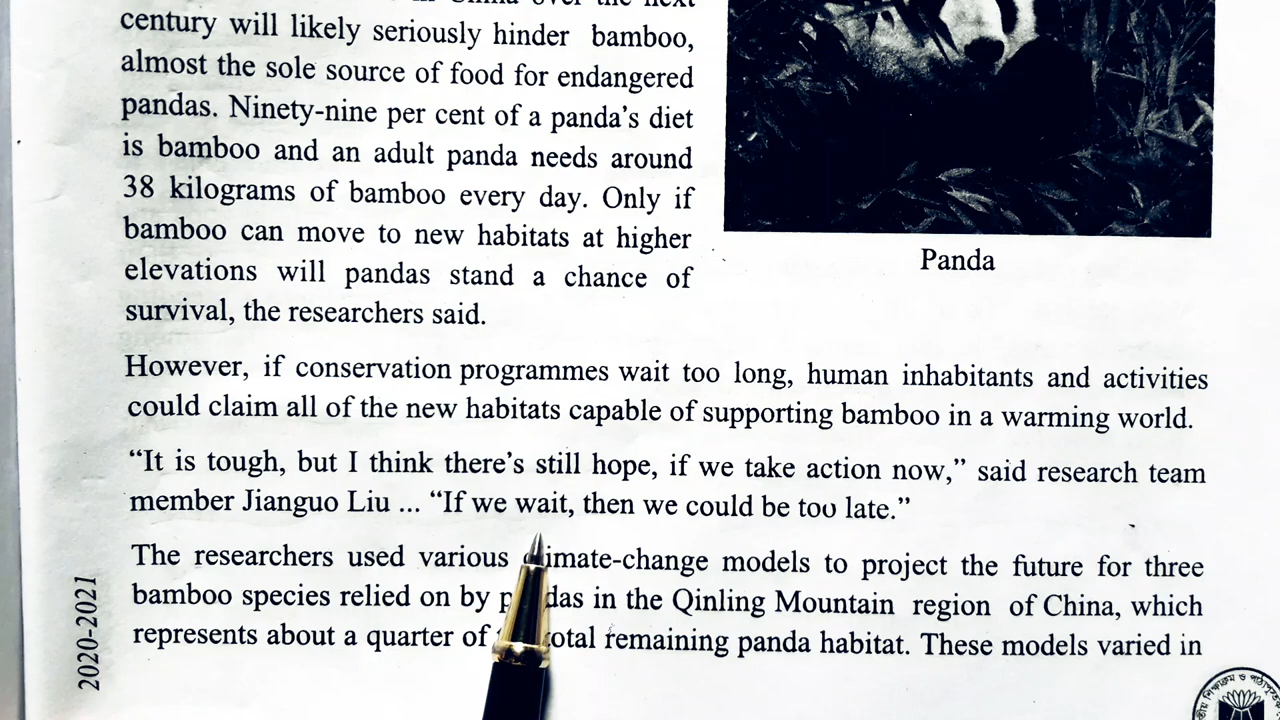 in China over the next
century will likely seriously hinder bamboo,
almost the sole source of food for endangered
pandas. Ninety-nine per cent of a panda's diet
is bamboo and an adult panda needs around
38 kilograms of bamboo every day. Only if
bamboo can move to new habitats at higher
elevations will pandas stand a chance of
survival, the researchers said.
Panda
However, if conservation programmes wait too long, human inhabitants and activities
could claim all of the new habitats capable of supporting bamboo in a warming world.
“It is tough, but I think there's still hope, if we take action now,” said research team
member Jianguo Liu ... “If we wait, then we could be too late.”
The researchers used various climate-change models to project the future for three
bamboo species relied on by pandas in the Qinling Mountain region of China, which
represents about a quarter of total remaining panda habitat. These models varied in
2020-2021